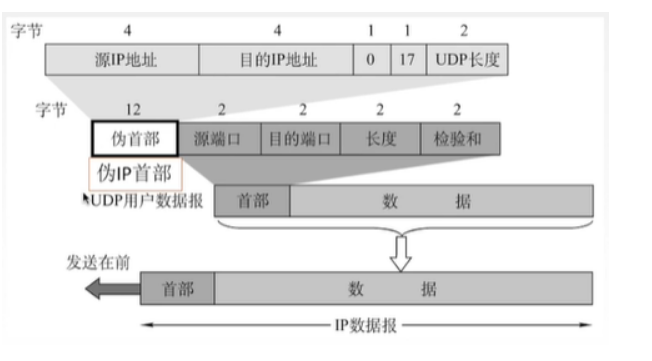 字节 4 4 1 1 2
源IP地址 目的IP地址 0 17 UDP长度
字节 12 2 2 2 2
伪首部 源端口 目的端口 长度 检验和
伪IP首部
UDP用户数据报 首部 数 据
发送在前
首部 数 据
IP数据报